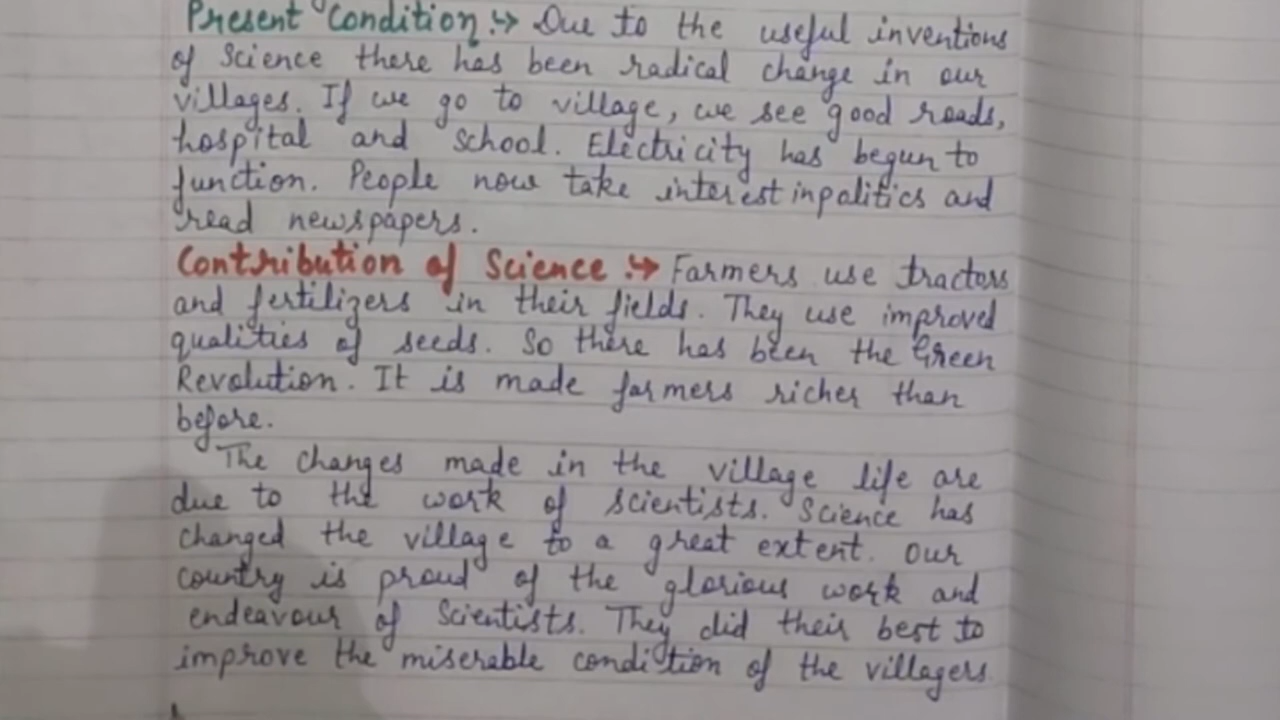 Present Condition :→ Due to the useful inventions
of Science there has been radical change in our
villages. If we go to village, we see good roads,
hospital and school. Electricity has begun to
function. People now take interest in politics and
read newspapers.
Contribution of Science :→ Farmers use tractors
and fertilizers in their fields. They use improved
qualities of seeds. So there has been the Green
Revolution. It is made farmers richer than
before.
The changes made in the village life are
due to the work of scientists. Science has
changed the village to a great extent. Our
country is proud of the glorious work and
endeavour of Scientists. They did their best to
improve the miserable condition of the villagers